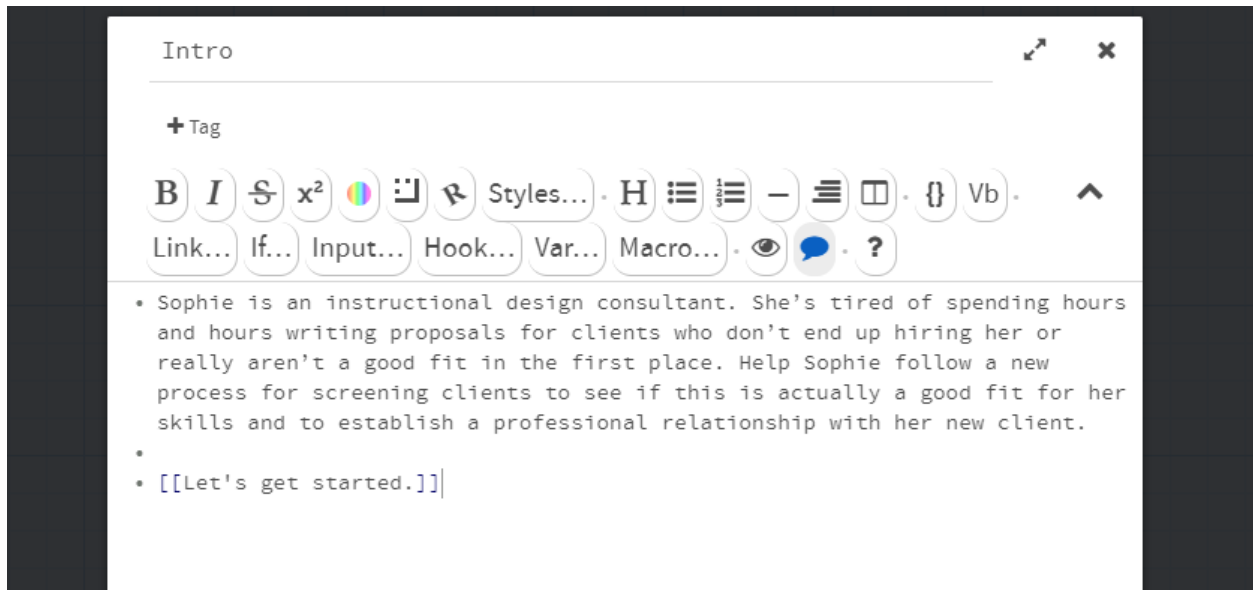 Intro
+ Tag
B I S x² R Styles... H − {} Vb
Link... If... Input... Hook... Var... Macro... ?
• Sophie is an instructional design consultant. She’s tired of spending hours
and hours writing proposals for clients who don’t end up hiring her or
really aren’t a good fit in the first place. Help Sophie follow a new
process for screening clients to see if this is actually a good fit for her
skills and to establish a professional relationship with her new client.
•
• [[Let's get started.]]